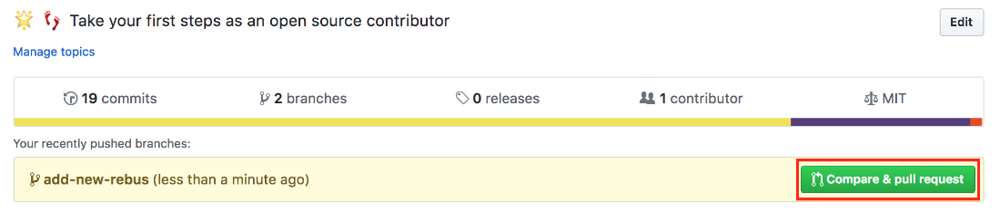 Take your first steps as an open source contributor
Edit
Manage topics
19 commits
2 branches
0 releases
1 contributor
MIT
Your recently pushed branches:
add-new-rebus (less than a minute ago)
Compare & pull request